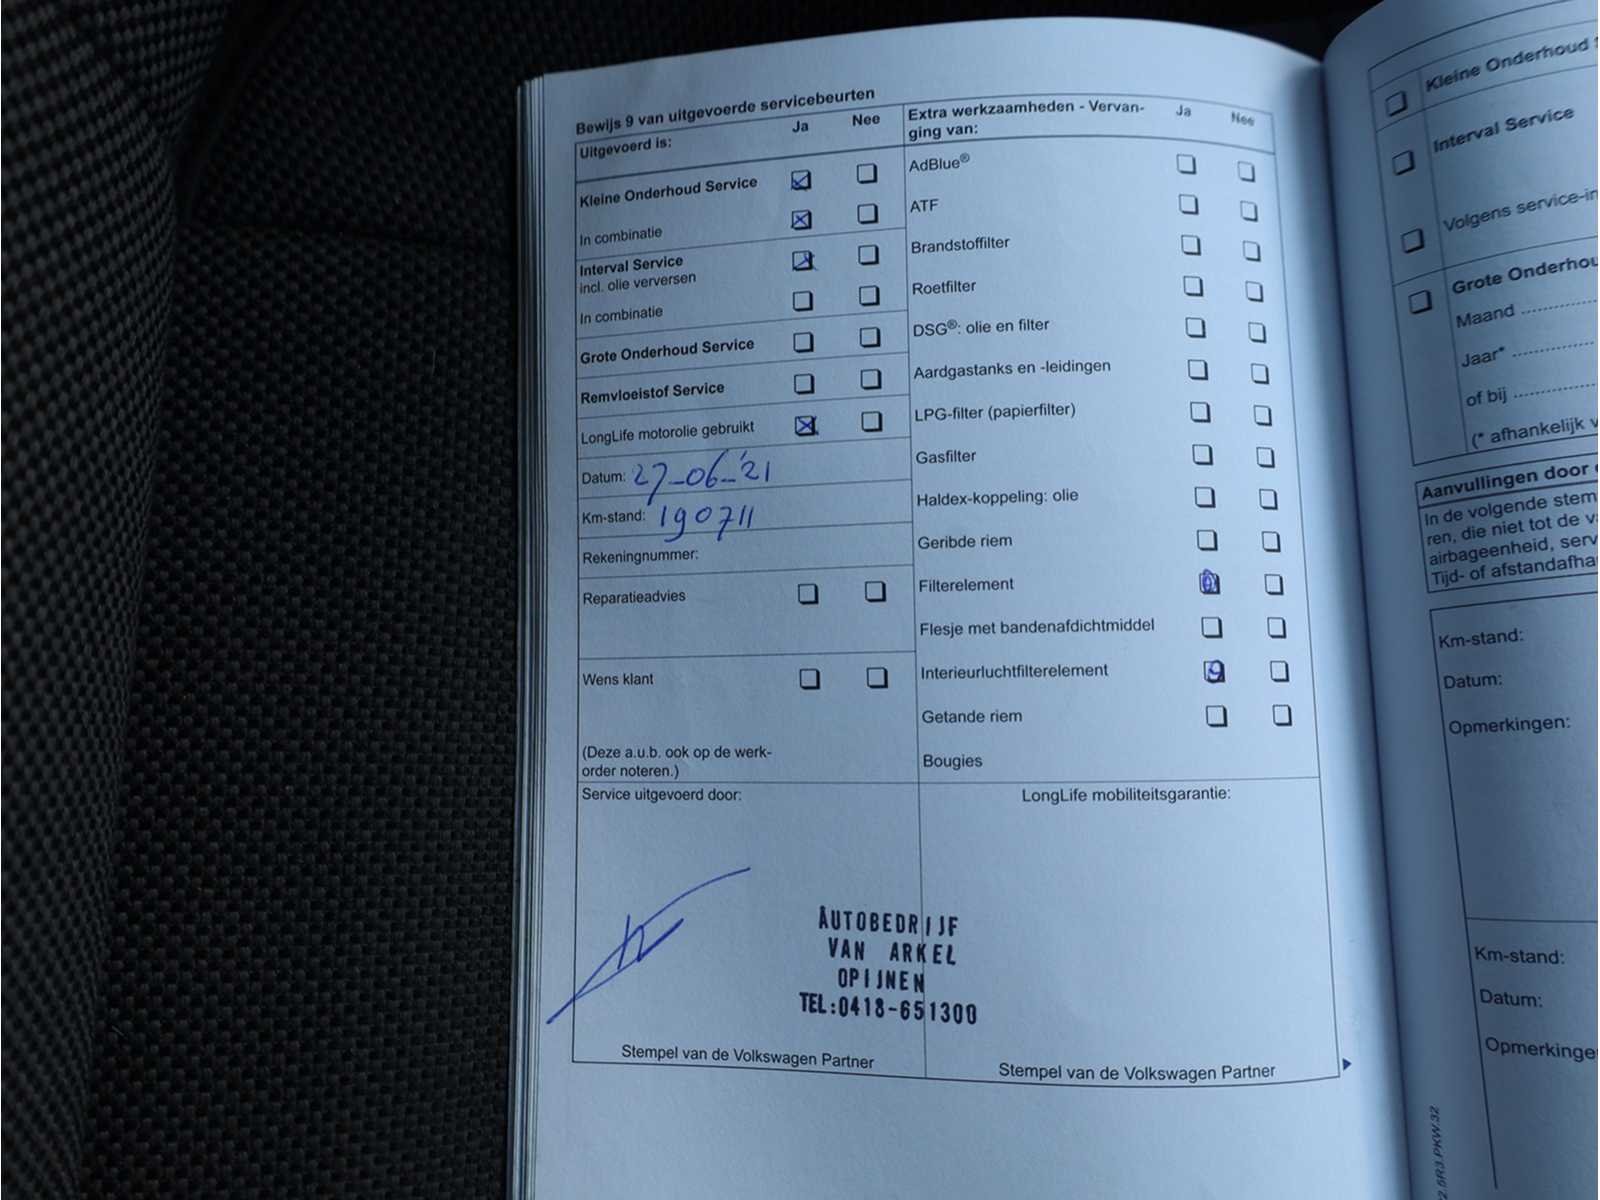 Bewijs 9 van uitgevoerde servicebeurten
Uitgevoerd is: Ja Nee
Kleine Onderhoud Service
In combinatie
Interval Service
incl. olie verversen
In combinatie
Grote Onderhoud Service
Remvloeistof Service
LongLife motorolie gebruikt
Datum: 27-06-'21
Km-stand: 190711
Rekeningnummer:
Reparatieadvies
Wens klant
(Deze a.u.b. ook op de werk-
order noteren.)
Extra werkzaamheden - Vervan-
ging van: Ja Nee
AdBlue®
ATF
Brandstoffilter
Roetfilter
DSG®: olie en filter
Aardgastanks en -leidingen
LPG-filter (papierfilter)
Gasfilter
Haldex-koppeling: olie
Geribde riem
Filterelement
Flesje met bandenafdichtmiddel
Interieurluchtfilterelement
Getande riem
Bougies
Service uitgevoerd door:
LongLife mobiliteitsgarantie:
AUTOBEDRIJF
VAN ARKEL
OPIJNEN
TEL:0418-651300
Stempel van de Volkswagen Partner
Stempel van de Volkswagen Partner
Kleine Onderhoud
Interval Service
Volgens service-in
Grote Onderhou
Maand
Jaar*
of bij
(* afhankelijk v
Aanvullingen door
In de volgende stem
ren, die niet tot de va
airbageenheid, serv
Tijd- of afstandafha
Km-stand:
Datum:
Opmerkingen:
Km-stand:
Datum:
Opmerkinge
2.5R3.PKW.32